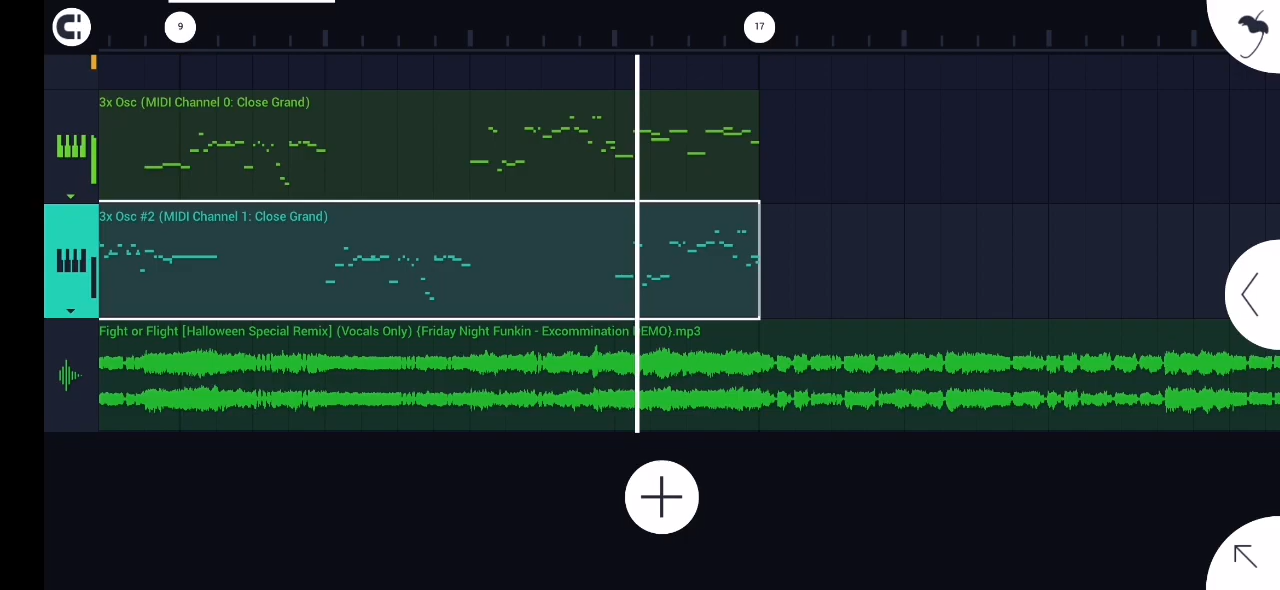 9
17
3x Osc (MIDI Channel 0: Close Grand)
3x Osc #2 (MIDI Channel 1: Close Grand)
Fight or Flight [Halloween Special Remix] (Vocals Only) {Friday Night Funkin - Excommination DEMO}.mp3